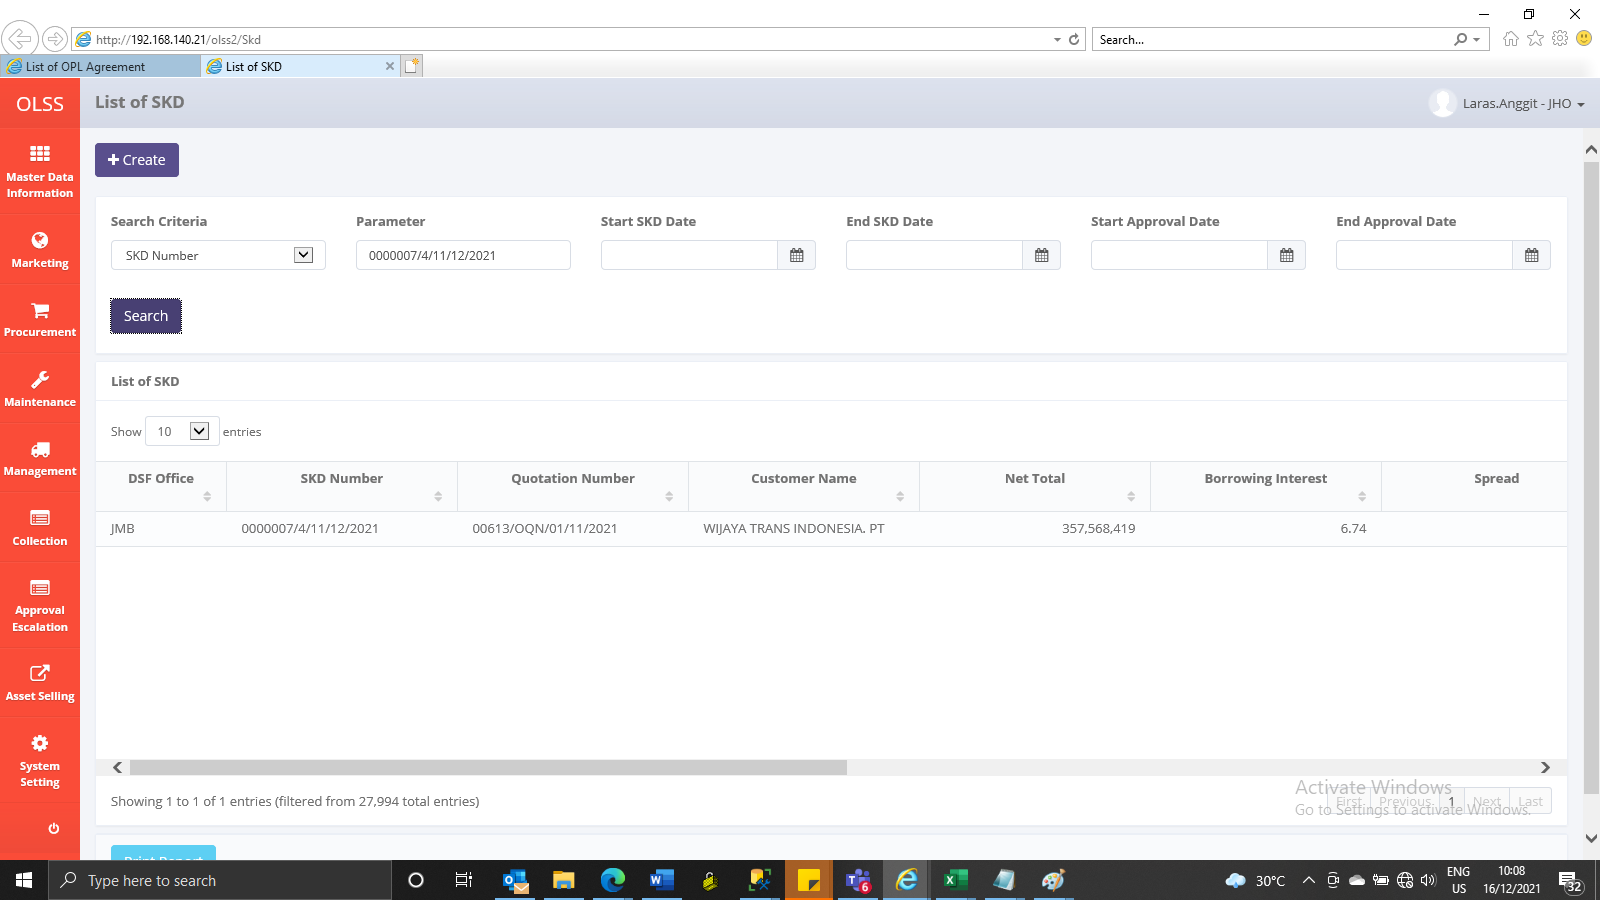 http://192.168.140.21/olss2/Skd
Search...
List of OPL Agreement
List of SKD
OLSS
List of SKD
Laras.Anggit - JHO
Create
Master Data
Information
Marketing
Procurement
Maintenance
Management
Collection
Approval
Escalation
Asset Selling
System
Setting
Search Criteria
Parameter
Start SKD Date
End SKD Date
Start Approval Date
End Approval Date
SKD Number
0000007/4/11/12/2021
Search
List of SKD
Show 10 entries
DSF Office
SKD Number
Quotation Number
Customer Name
Net Total
Borrowing Interest
Spread
JMB
0000007/4/11/12/2021
00613/OQN/01/11/2021
WIJAYA TRANS INDONESIA. PT
357,568,419
6.74
Showing 1 to 1 of 1 entries (filtered from 27,994 total entries)
First Previous 1 Next Last
Activate Windows
Go to Settings to activate Windows.
Print Report
Type here to search
6
30°C
ENG
US
10:08
16/12/2021
32